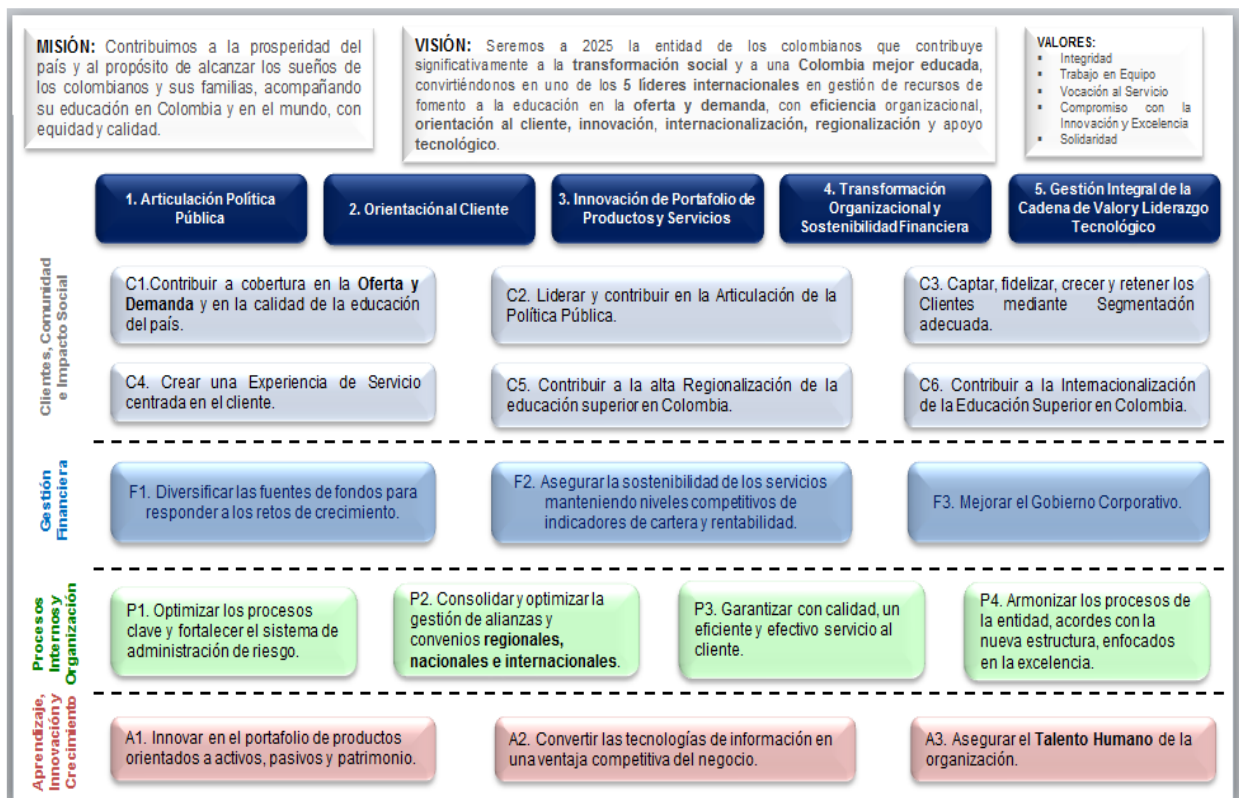 MISIÓN: Contribuimos a la prosperidad del
país y al propósito de alcanzar los sueños de
los colombianos y sus familias, acompañando
su educación en Colombia y en el mundo, con
equidad y calidad.
VISIÓN: Seremos a 2025 la entidad de los colombianos que contribuye
significativamente a la transformación social y a una Colombia mejor educada,
convirtiéndonos en uno de los 5 líderes internacionales en gestión de recursos de
fomento a la educación en la oferta y demanda, con eficiencia organizacional,
orientación al cliente, innovación, internacionalización, regionalización y apoyo
tecnológico.
VALORES:
▪ Integridad
▪ Trabajo en Equipo
▪ Vocación al Servicio
▪ Compromiso con la
Innovación y Excelencia
▪ Solidaridad
1. Articulación Política
Pública
2. Orientación al Cliente
3. Innovación de Portafolio de
Productos y Servicios
4. Transformación
Organizacional y
Sostenibilidad Financiera
5. Gestión Integral de la
Cadena de Valor y Liderazgo
Tecnológico
Clientes, Comunidad
e Impacto Social
C1.Contribuir a cobertura en la Oferta y
Demanda y en la calidad de la educación
del país.
C2. Liderar y contribuir en la Articulación de la
Política Pública.
C3. Captar, fidelizar, crecer y retener los
Clientes mediante Segmentación
adecuada.
C4. Crear una Experiencia de Servicio
centrada en el cliente.
C5. Contribuir a la alta Regionalización de la
educación superior en Colombia.
C6. Contribuir a la Internacionalización
de la Educación Superior en Colombia.
Gestión
Financiera
F1. Diversificar las fuentes de fondos para
responder a los retos de crecimiento.
F2. Asegurar la sostenibilidad de los servicios
manteniendo niveles competitivos de
indicadores de cartera y rentabilidad.
F3. Mejorar el Gobierno Corporativo.
Procesos
Internos y
Organización
P1. Optimizar los procesos
clave y fortalecer el sistema de
administración de riesgo.
P2. Consolidar y optimizar la
gestión de alianzas y
convenios regionales,
nacionales e internacionales.
P3. Garantizar con calidad, un
eficiente y efectivo servicio al
cliente.
P4. Armonizar los procesos de
la entidad, acordes con la
nueva estructura, enfocados
en la excelencia.
Aprendizaje,
Innovación y
Crecimiento
A1. Innovar en el portafolio de productos
orientados a activos, pasivos y patrimonio.
A2. Convertir las tecnologías de información en
una ventaja competitiva del negocio.
A3. Asegurar el Talento Humano de la
organización.